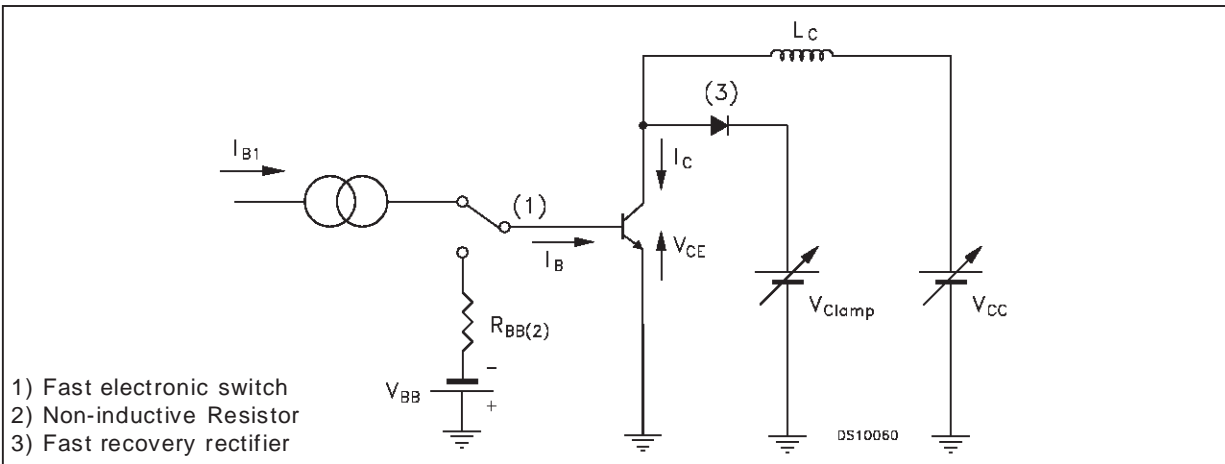 L_C
(3)
I_B1
I_C
(1)
I_B
V_CE
V_Clamp
V_CC
R_BB(2)
V_BB
−
+
1) Fast electronic switch
2) Non-inductive Resistor
3) Fast recovery rectifier
DS10060